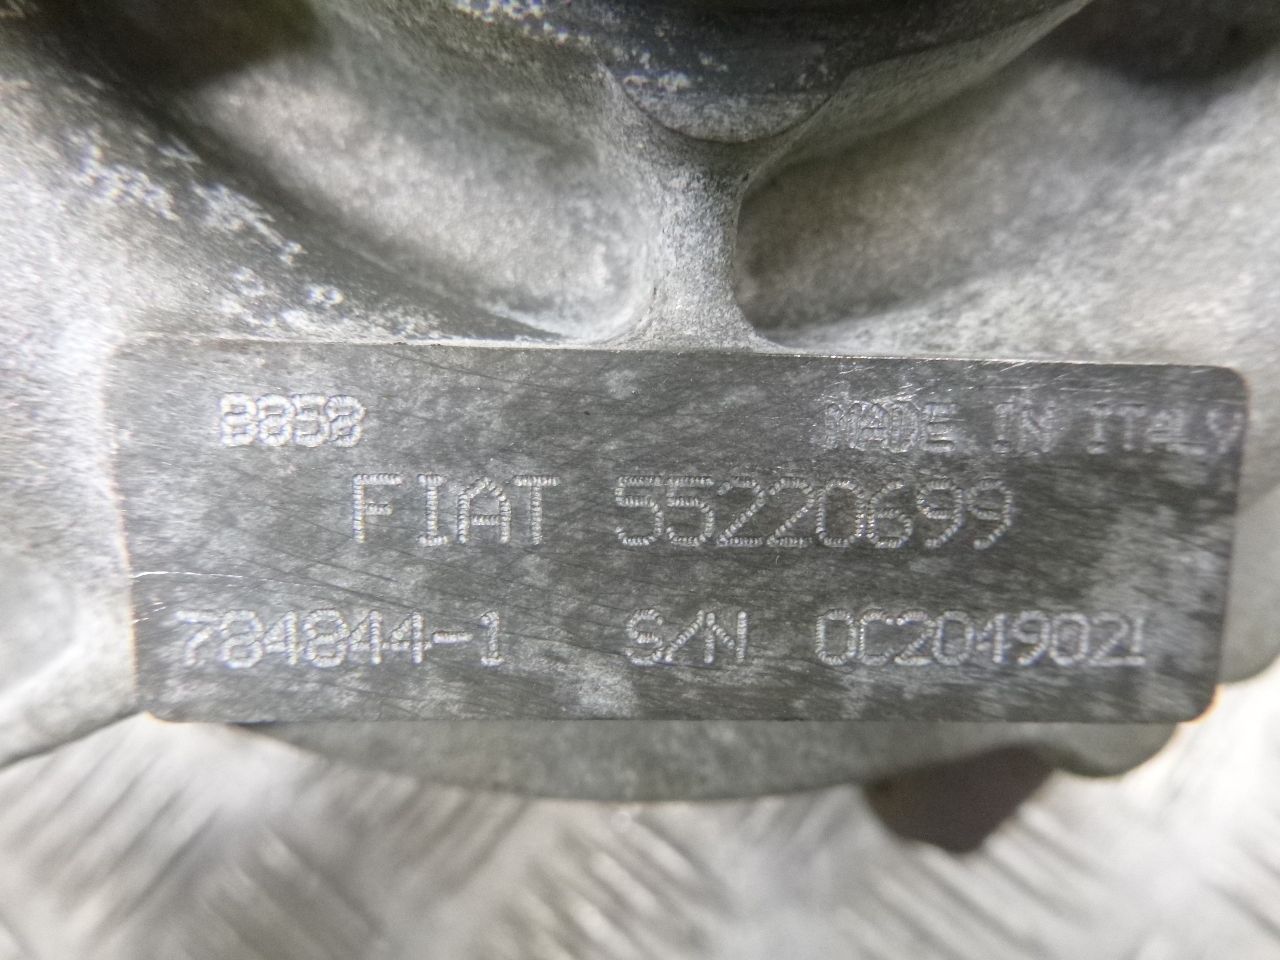 8858 MADE IN ITALY
FIAT 55220699
784844-1 S/N 0C2049021